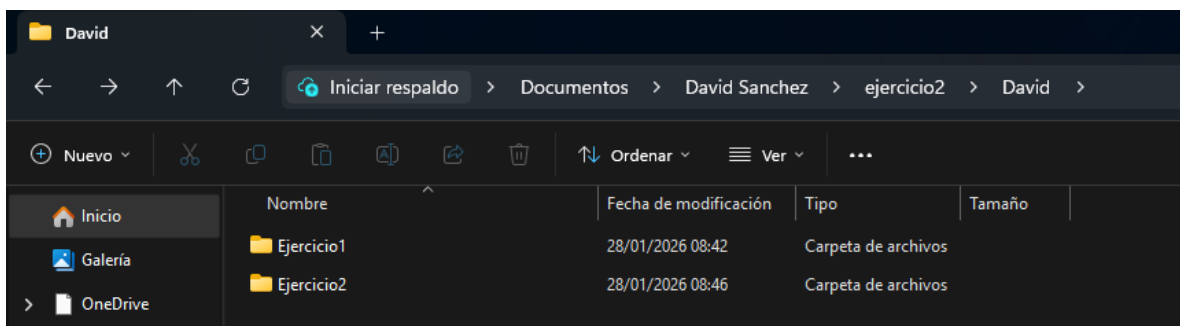 David
Iniciar respaldo > Documentos > David Sanchez > ejercicio2 > David >
Nuevo Ordenar Ver ...
Inicio
Galería
OneDrive
Nombre Fecha de modificación Tipo Tamaño
Ejercicio1 28/01/2026 08:42 Carpeta de archivos
Ejercicio2 28/01/2026 08:46 Carpeta de archivos